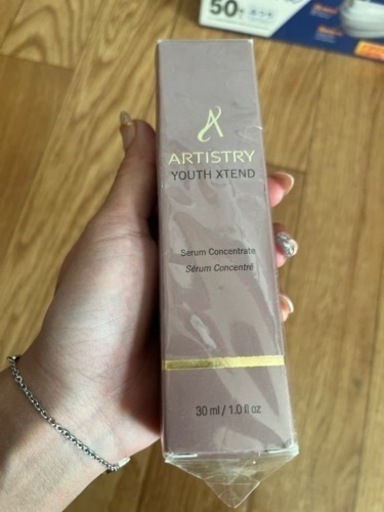 50
ARTISTRY
YOUTH XTEND
Serum Concentrate
Sérum Concentré
30 ml / 1.0 fl oz